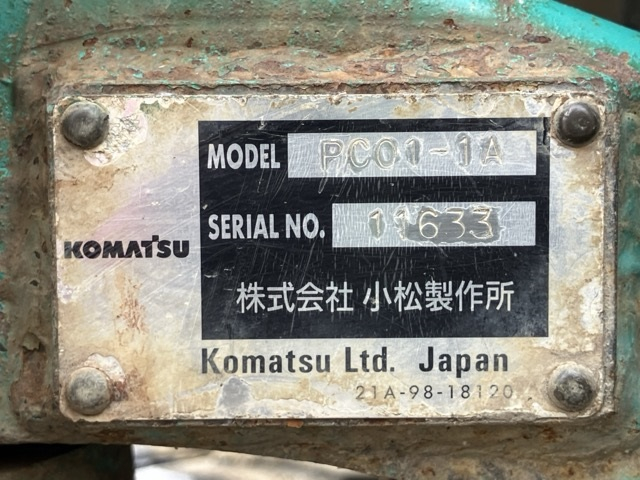 MODEL PC01-1A
SERIAL NO. 11633
KOMATSU
株式会社 小松製作所
Komatsu Ltd. Japan
21A-98-18120